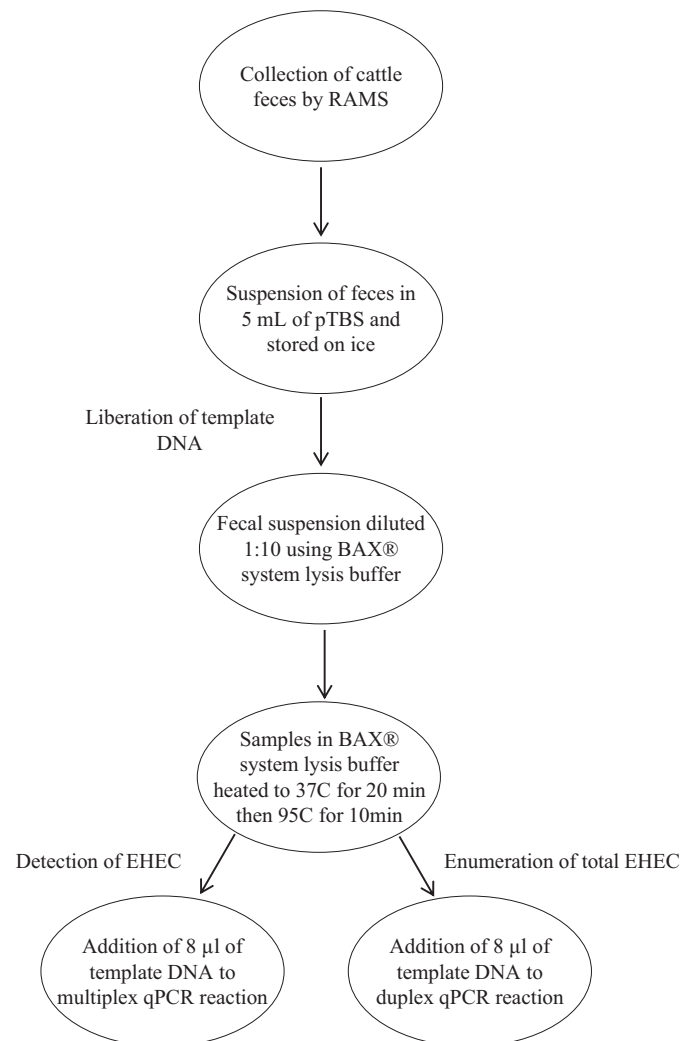 Collection of cattle
feces by RAMS
Suspension of feces in
5 mL of pTBS and
stored on ice
Liberation of template
DNA
Fecal suspension diluted
1:10 using BAX®
system lysis buffer
Samples in BAX®
system lysis buffer
heated to 37C for 20 min
then 95C for 10min
Detection of EHEC
Enumeration of total EHEC
Addition of 8 µl of
template DNA to
multiplex qPCR reaction
Addition of 8 µl of
template DNA to
duplex qPCR reaction